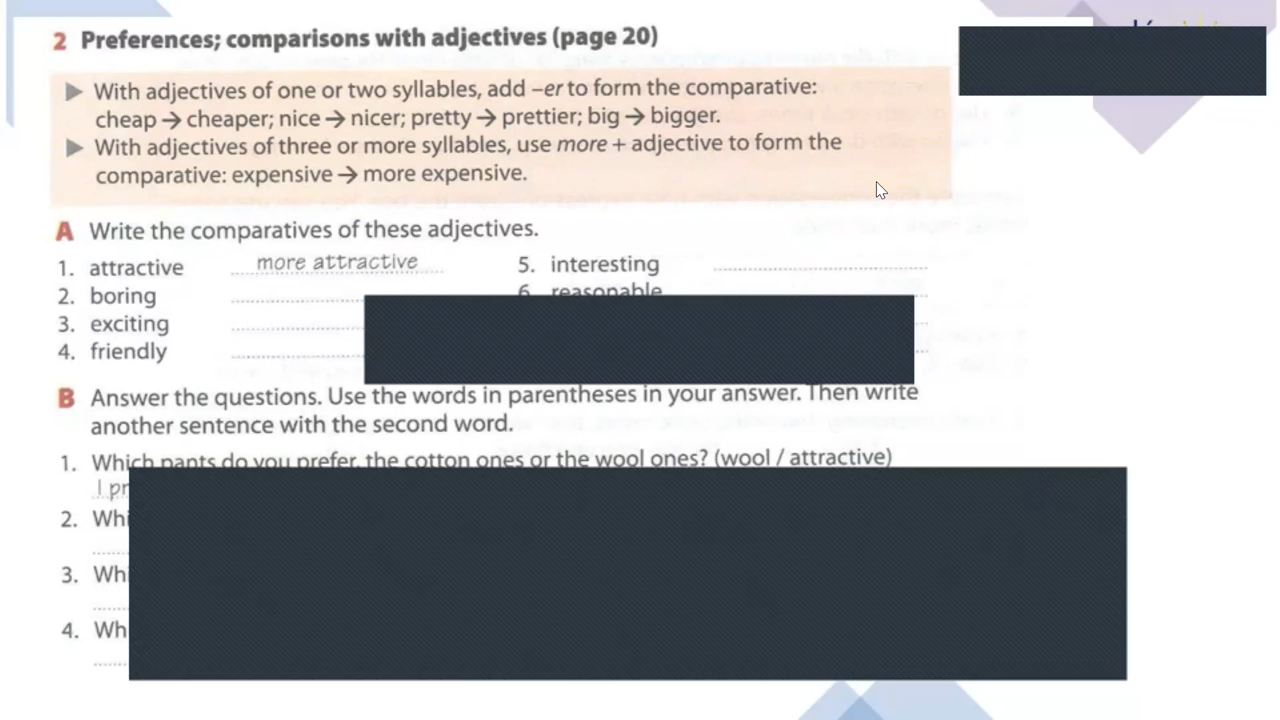 2 Preferences; comparisons with adjectives (page 20)
▶ With adjectives of one or two syllables, add –er to form the comparative:
cheap → cheaper; nice → nicer; pretty → prettier; big → bigger.
▶ With adjectives of three or more syllables, use more + adjective to form the
comparative: expensive → more expensive.
A Write the comparatives of these adjectives.
1. attractive more attractive 5. interesting
2. boring 6. reasonable
3. exciting
4. friendly
B Answer the questions. Use the words in parentheses in your answer. Then write
another sentence with the second word.
1. Which pants do you prefer, the cotton ones or the wool ones? (wool / attractive)
I
2.
3.
4.